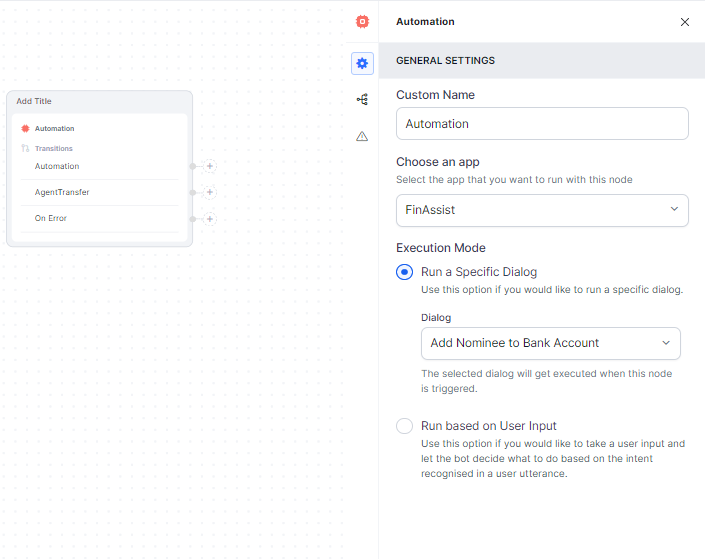 Add Title
Automation
Transitions
Automation
AgentTransfer
On Error
Automation
GENERAL SETTINGS
Custom Name
Automation
Choose an app
Select the app that you want to run with this node
FinAssist
Execution Mode
Run a Specific Dialog
Use this option if you would like to run a specific dialog.
Dialog
Add Nominee to Bank Account
The selected dialog will get executed when this node
is triggered.
Run based on User Input
Use this option if you would like to take a user input and
let the bot decide what to do based on the intent
recognised in a user utterance.